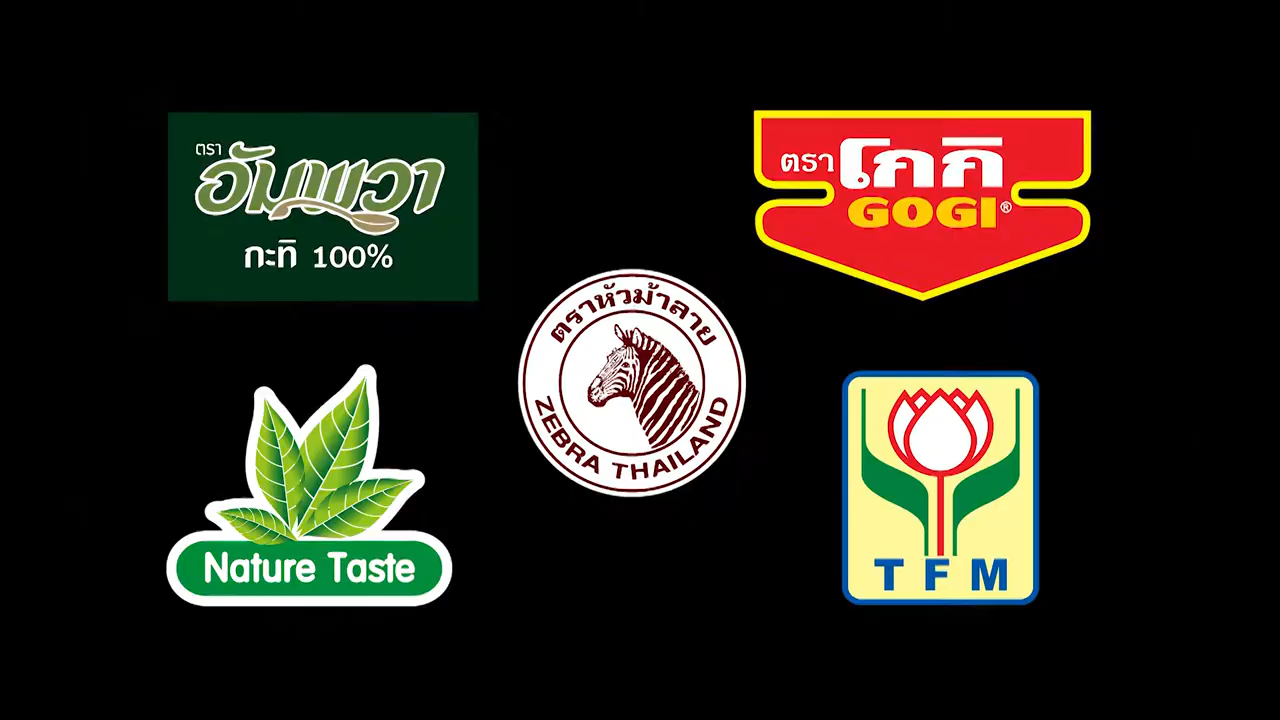 ตรา
อัมพวา
กะทิ 100%
ตรา โกกิ
GOGI®
ตราหัวม้าลาย
ZEBRA THAILAND
Nature Taste
TFM